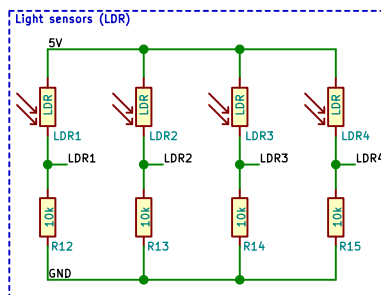 Light sensors (LDR)
5V
LDR LDR LDR LDR
LDR1 LDR2 LDR3 LDR4
LDR1 LDR2 LDR3 LDR4
10k 10k 10k 10k
R12 R13 R14 R15
GND